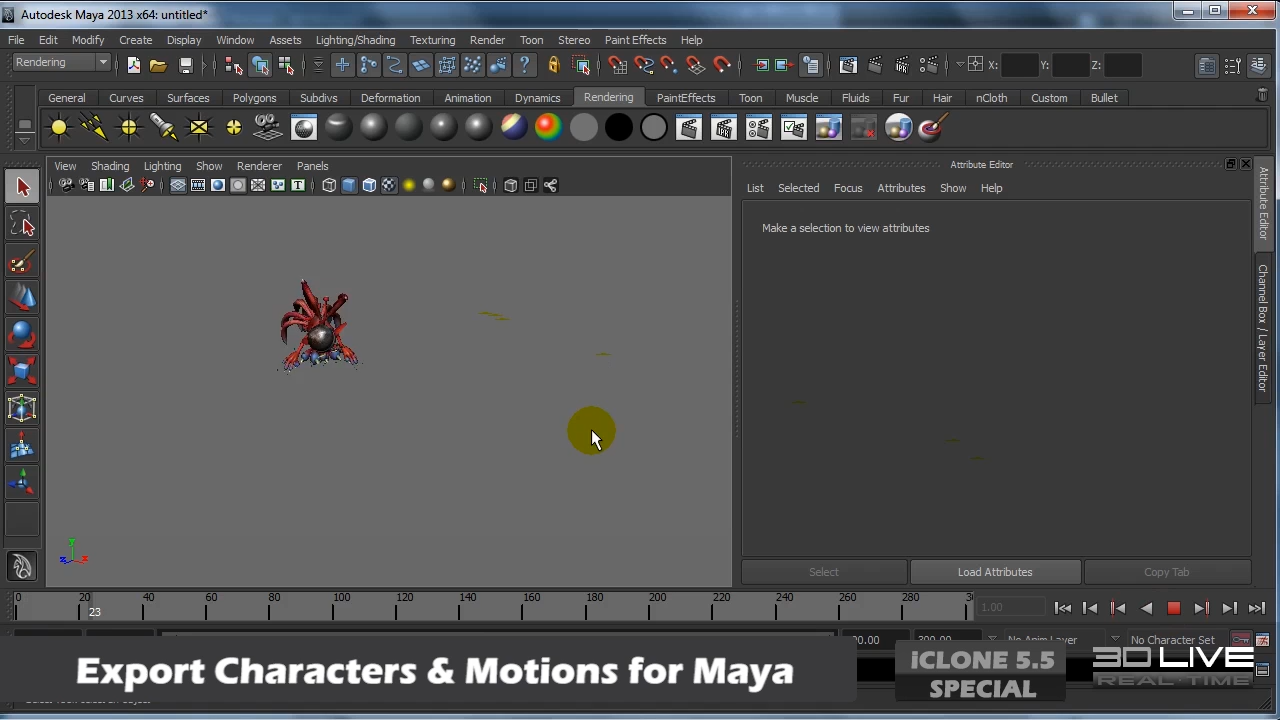 Autodesk Maya 2013 x64: untitled*
File Edit Modify Create Display Window Assets Lighting/Shading Texturing Render Toon Stereo Paint Effects Help
Rendering X: Y: Z:
General Curves Surfaces Polygons Subdivs Deformation Animation Dynamics Rendering PaintEffects Toon Muscle Fluids Fur Hair nCloth Custom Bullet
View Shading Lighting Show Renderer Panels
Attribute Editor
List Selected Focus Attributes Show Help
Make a selection to view attributes
Attribute Editor
Channel Box / Layer Editor
Select Load Attributes Copy Tab
0 20 40 60 80 100 120 140 160 180 200 220 240 260 280
23
1.00
300.00 No Anim Layer No Character Set
Export Characters & Motions for Maya
iCLONE 5.5
SPECIAL
3D LIVE
REAL-TIME